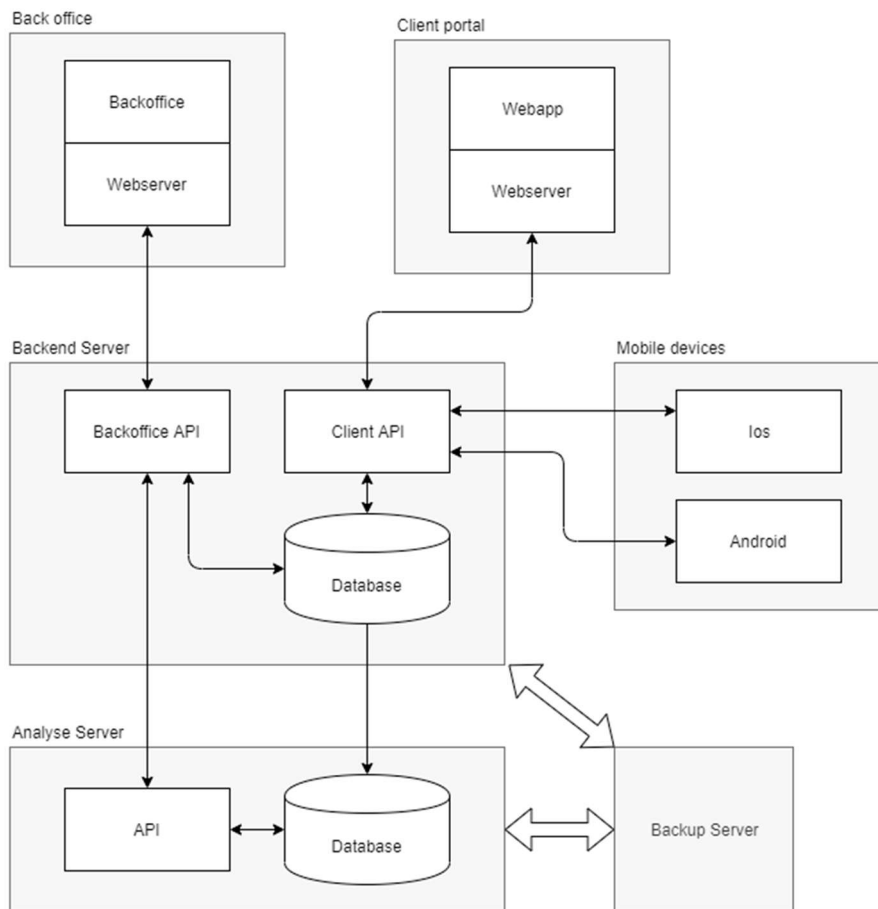 Back office
Client portal
Backoffice
Webapp
Webserver
Webserver
Backend Server
Mobile devices
Backoffice API
Client API
Ios
Android
Database
Analyse Server
API
Database
Backup Server